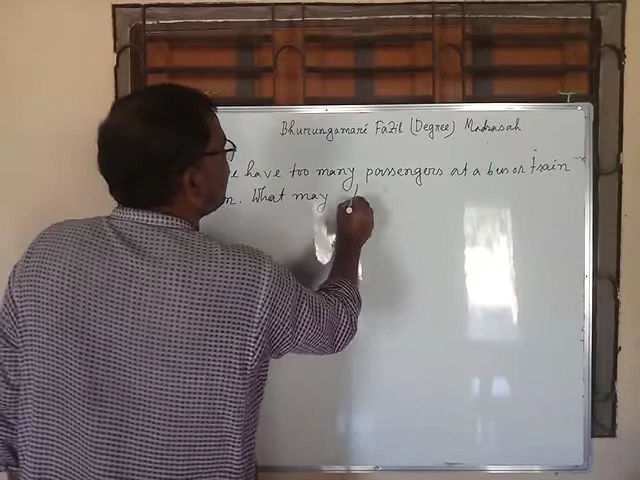 Bhurungamari Fazil (Degree) Madrasah
have too many passengers at a bus or train
What may